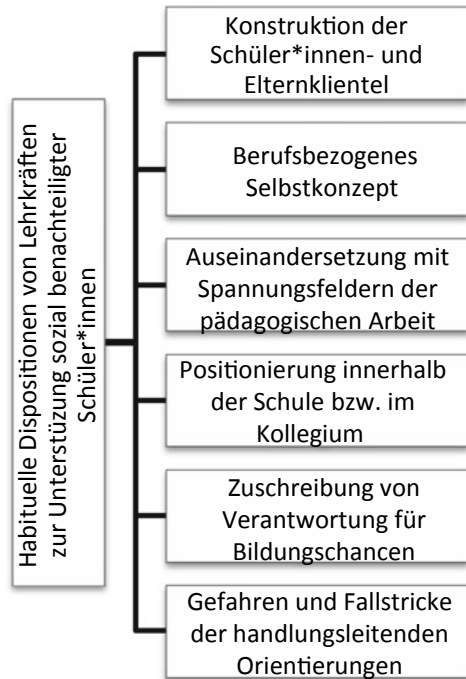 Habituelle Dispositionen von Lehrkräften
zur Unterstüzung sozial benachteiligter
Schüler*innen
Konstruktion der
Schüler*innen- und
Elternklientel
Berufsbezogenes
Selbstkonzept
Auseinandersetzung mit
Spannungsfeldern der
pädagogischen Arbeit
Positionierung innerhalb
der Schule bzw. im
Kollegium
Zuschreibung von
Verantwortung für
Bildungschancen
Gefahren und Fallstricke
der handlungsleitenden
Orientierungen